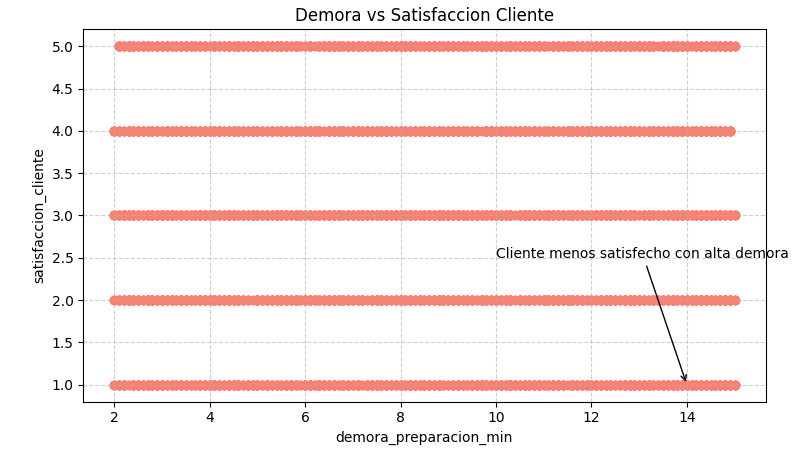 Demora vs Satisfaccion Cliente
satisfaccion_cliente
5.0
4.5
4.0
3.5
3.0
2.5
2.0
1.5
1.0
Cliente menos satisfecho con alta demora
2 4 6 8 10 12 14
demora_preparacion_min